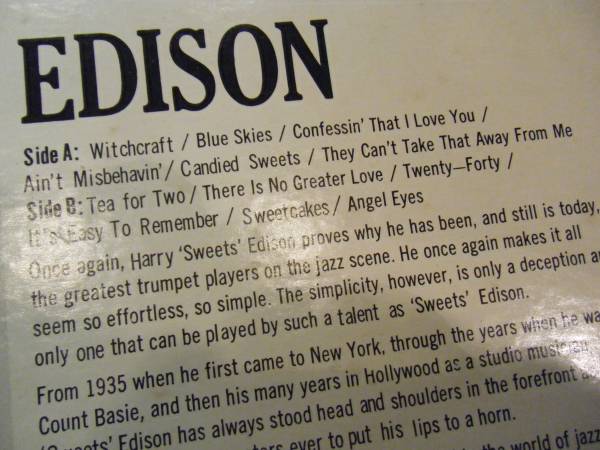 EDISON
Side A: Witchcraft / Blue Skies / Confessin' That I Love You /
Ain't Misbehavin' / Candied Sweets / They Can't Take That Away From Me
Side B: Tea for Two / There Is No Greater Love / Twenty–Forty /
It's Easy To Remember / Sweetcakes / Angel Eyes
Once again, Harry 'Sweets' Edison proves why he has been, and still is today,
the greatest trumpet players on the jazz scene. He once again makes it all
seem so effortless, so simple. The simplicity, however, is only a deception
only one that can be played by such a talent as 'Sweets' Edison.
From 1935 when he first came to New York, through the years when he
Count Basie, and then his many years in Hollywood as a studio musician
'Sweets' Edison has always stood head and shoulders in the forefront
ever to put his lips to a horn.
the world of jazz